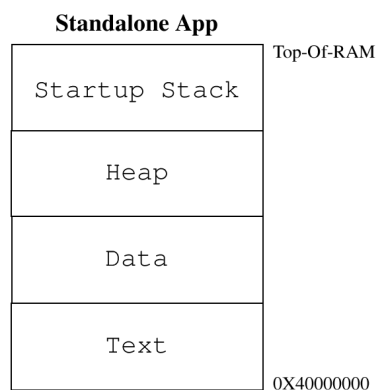 Standalone App
Top-Of-RAM
Startup Stack
Heap
Data
Text
0X40000000